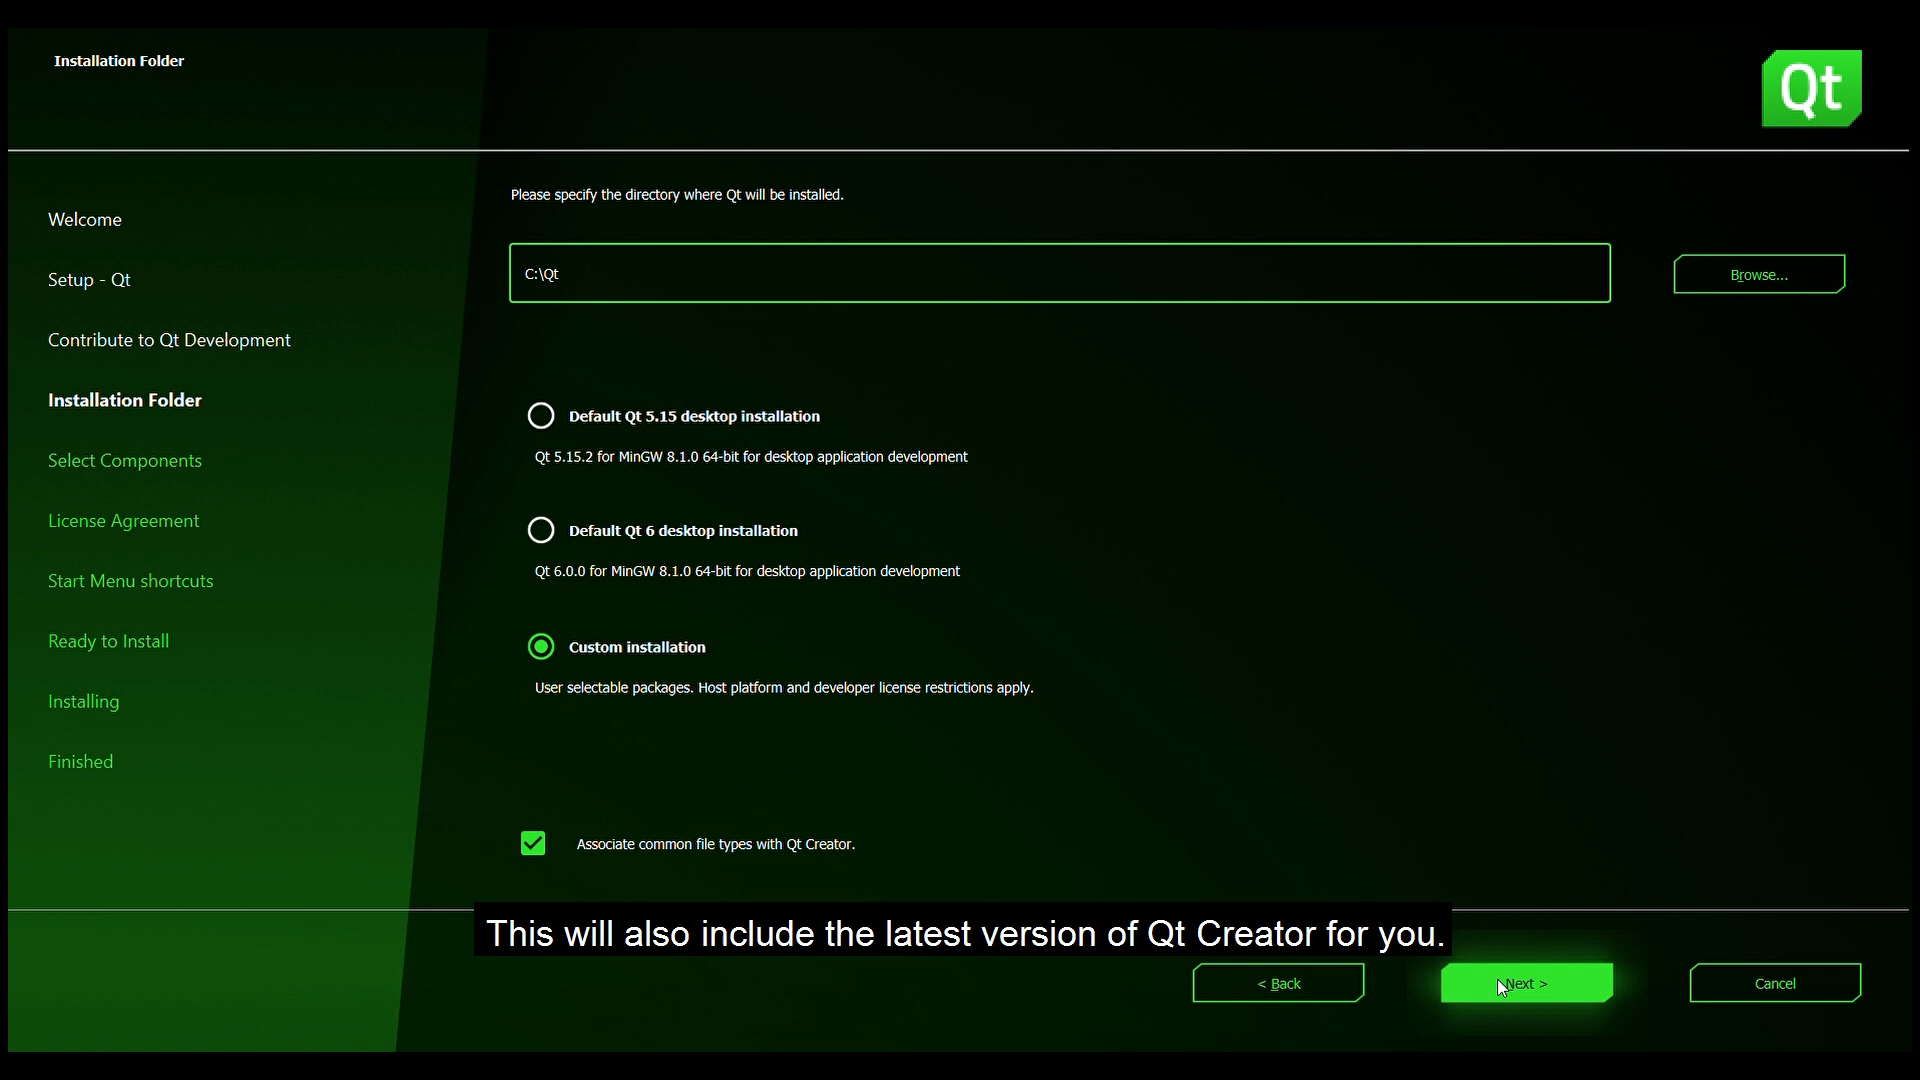 Installation Folder
Qt
Welcome
Setup - Qt
Contribute to Qt Development
Installation Folder
Select Components
License Agreement
Start Menu shortcuts
Ready to Install
Installing
Finished
Please specify the directory where Qt will be installed.
C:\Qt
Browse...
Default Qt 5.15 desktop installation
Qt 5.15.2 for MinGW 8.1.0 64-bit for desktop application development
Default Qt 6 desktop installation
Qt 6.0.0 for MinGW 8.1.0 64-bit for desktop application development
Custom installation
User selectable packages. Host platform and developer license restrictions apply.
Associate common file types with Qt Creator.
This will also include the latest version of Qt Creator for you.
< Back
Next >
Cancel